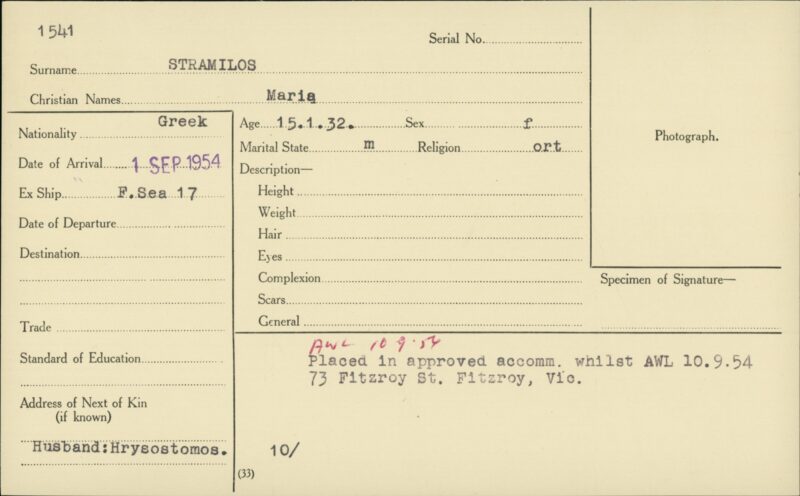 1541
Serial No.
Surname STRAMILOS
Christian Names Maria
Nationality Greek
Date of Arrival 1 SEP 1954
Ex Ship F.Sea 17
Date of Departure
Destination
Trade
Standard of Education
Address of Next of Kin
(if known)
Husband:Hrysostomos.
Age 15.1.32. Sex f
Marital State m Religion ort
Description—
Height
Weight
Hair
Eyes
Complexion
Scars
General
Photograph.
Specimen of Signature—
AWL 10 9.54
Placed in approved accomm. whilst AWL 10.9.54
73 Fitzroy St. Fitzroy, Vic.
10/
(33)